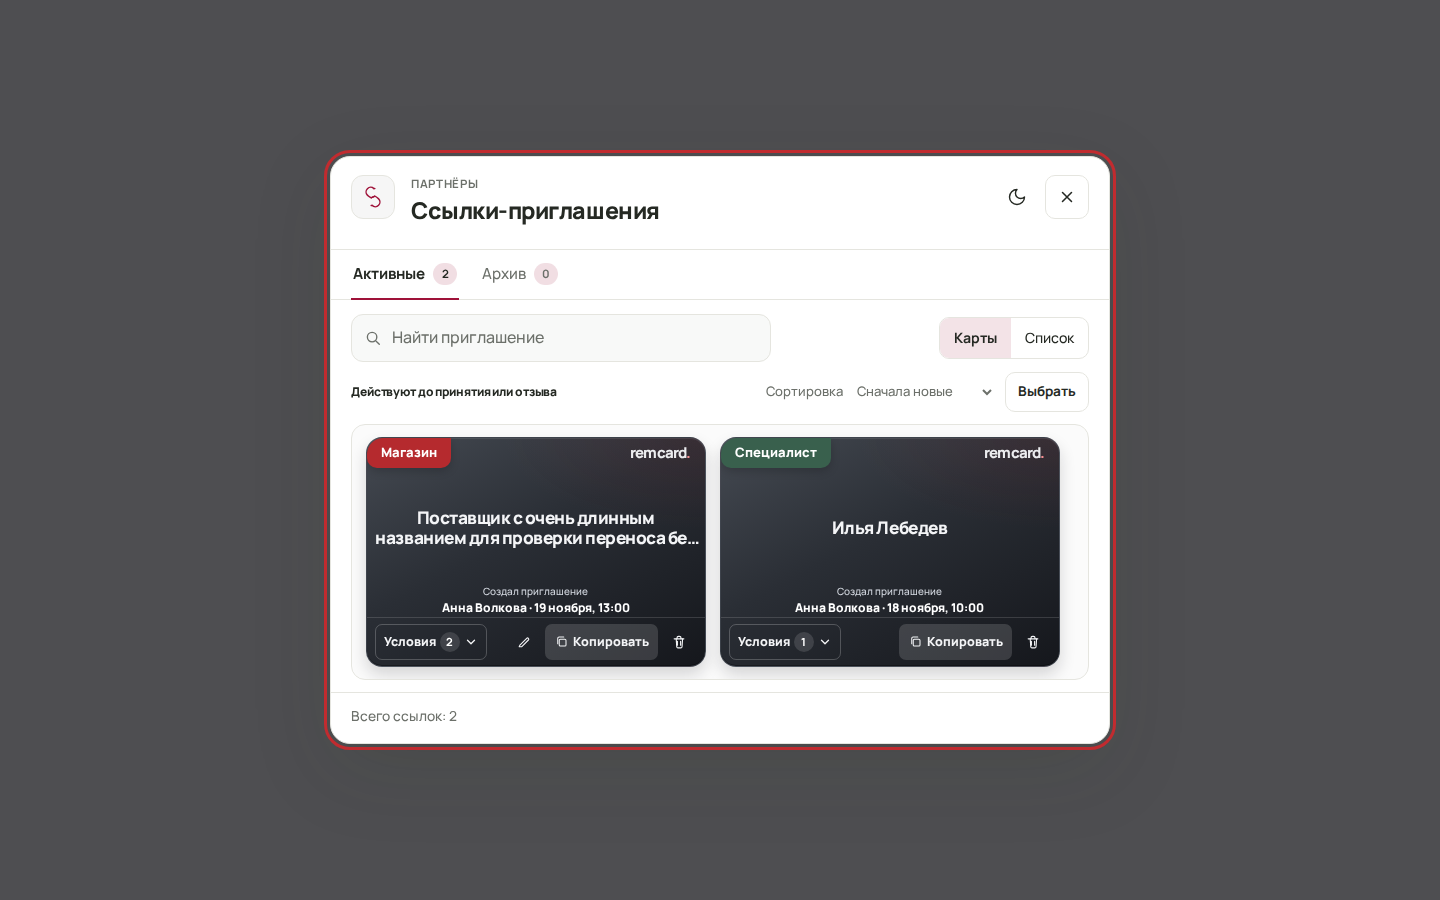 ПАРТНЁРЫ
Ссылки-приглашения
Активные 2 Архив 0
Найти приглашение
Карты Список
Действуют до принятия или отзыва
Сортировка Сначала новые Выбрать
Магазин remcard.
Поставщик с очень длинным
названием для проверки переноса бе...
Создал приглашение
Анна Волкова · 19 ноября, 13:00
Условия 2 Копировать
Специалист remcard.
Илья Лебедев
Создал приглашение
Анна Волкова · 18 ноября, 10:00
Условия 1 Копировать
Всего ссылок: 2